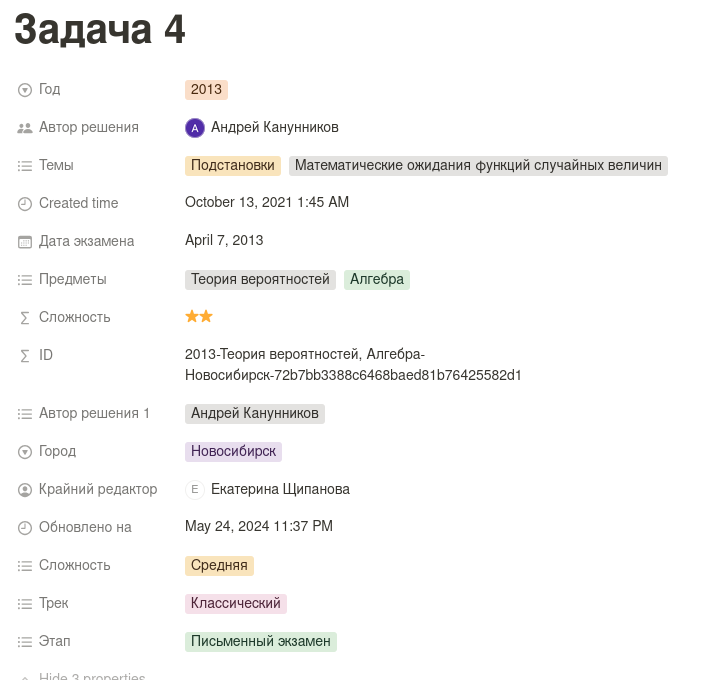 Задача 4
Год 2013
Автор решения А Андрей Канунников
Темы Подстановки Математические ожидания функций случайных величин
Created time October 13, 2021 1:45 AM
Дата экзамена April 7, 2013
Предметы Теория вероятностей Алгебра
Сложность
ID 2013-Теория вероятностей, Алгебра-
Новосибирск-72b7bb3388c6468baed81b76425582d1
Автор решения 1 Андрей Канунников
Город Новосибирск
Крайний редактор Е Екатерина Щипанова
Обновлено на May 24, 2024 11:37 PM
Сложность Средняя
Трек Классический
Этап Письменный экзамен
Hide 3 properties